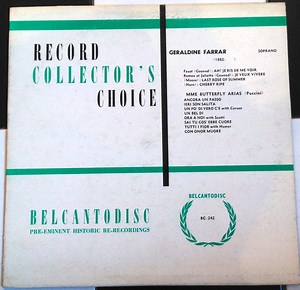 RECORD
COLLECTOR'S
CHOICE
GERALDINE FARRAR SOPRANO
(1882- )
Faust (Gounod) : AH! JE RIS DE ME VOIR
Romeo et Juliette (Gounod) : JE VEUX VIVERE
(Moore) : LAST ROSE OF SUMMER
(Horn) : CHERRY RIPE
MME BUTTERFLY ARIAS (Puccini)
ANCORA UN PASSO
IERI SON SALITA
UN PO' DI VERO C'E with Caruso
UN BEL DI
ORA A NOI with Scotti
SAI TU COS' EBBE CUORE
TUTTI I FIOR with Homer
CON ONOR MUORE
BELCANTODISC
BC-242
BELCANTODISC
PRE-EMINENT HISTORIC RE-RECORDINGS